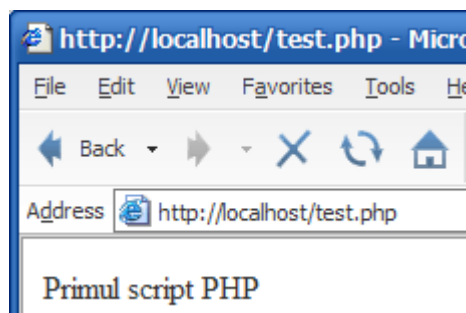 http://localhost/test.php - Micro
File Edit View Favorites Tools He
Back
Address http://localhost/test.php
Primul script PHP